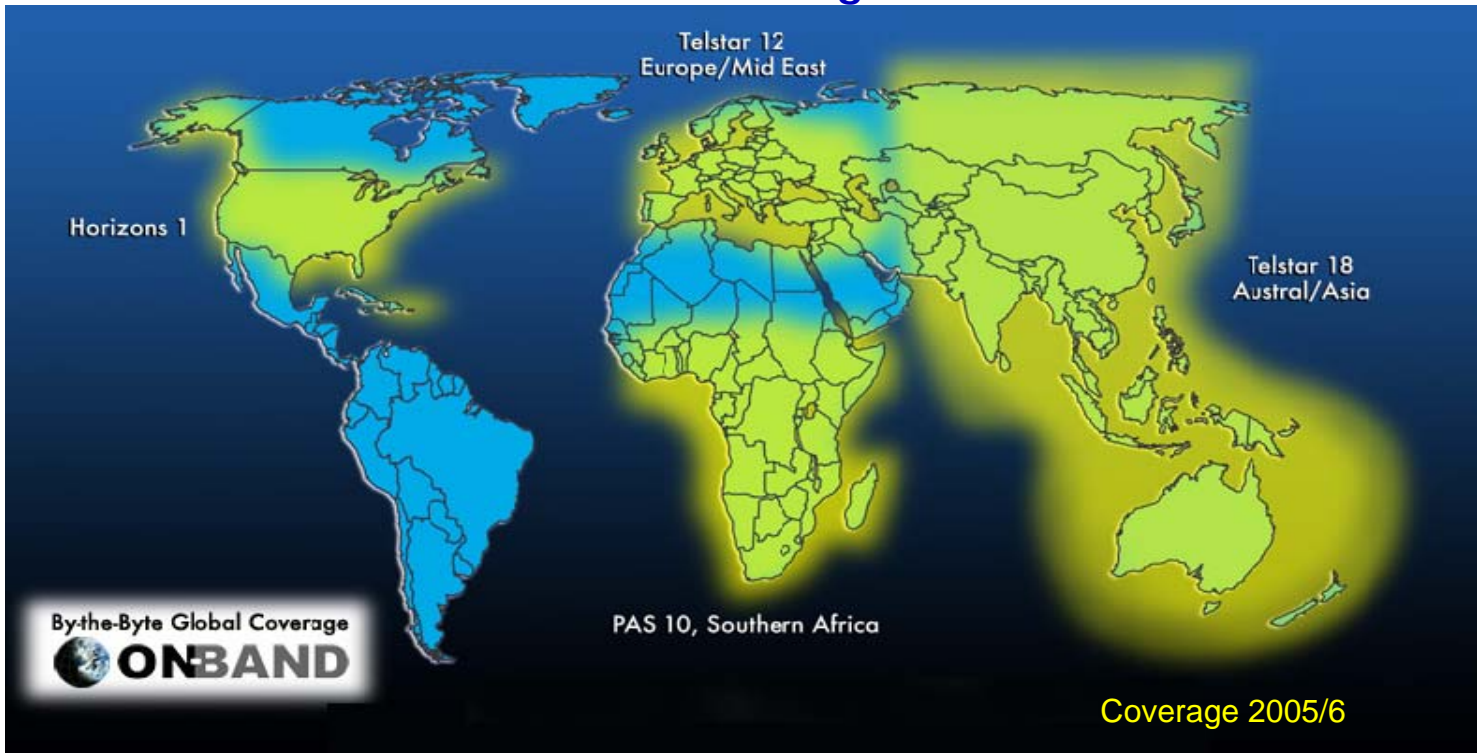 Telstar 12
Europe/Mid East
Horizons 1
Telstar 18
Austral/Asia
PAS 10, Southern Africa
By-the-Byte Global Coverage
ONBAND
Coverage 2005/6